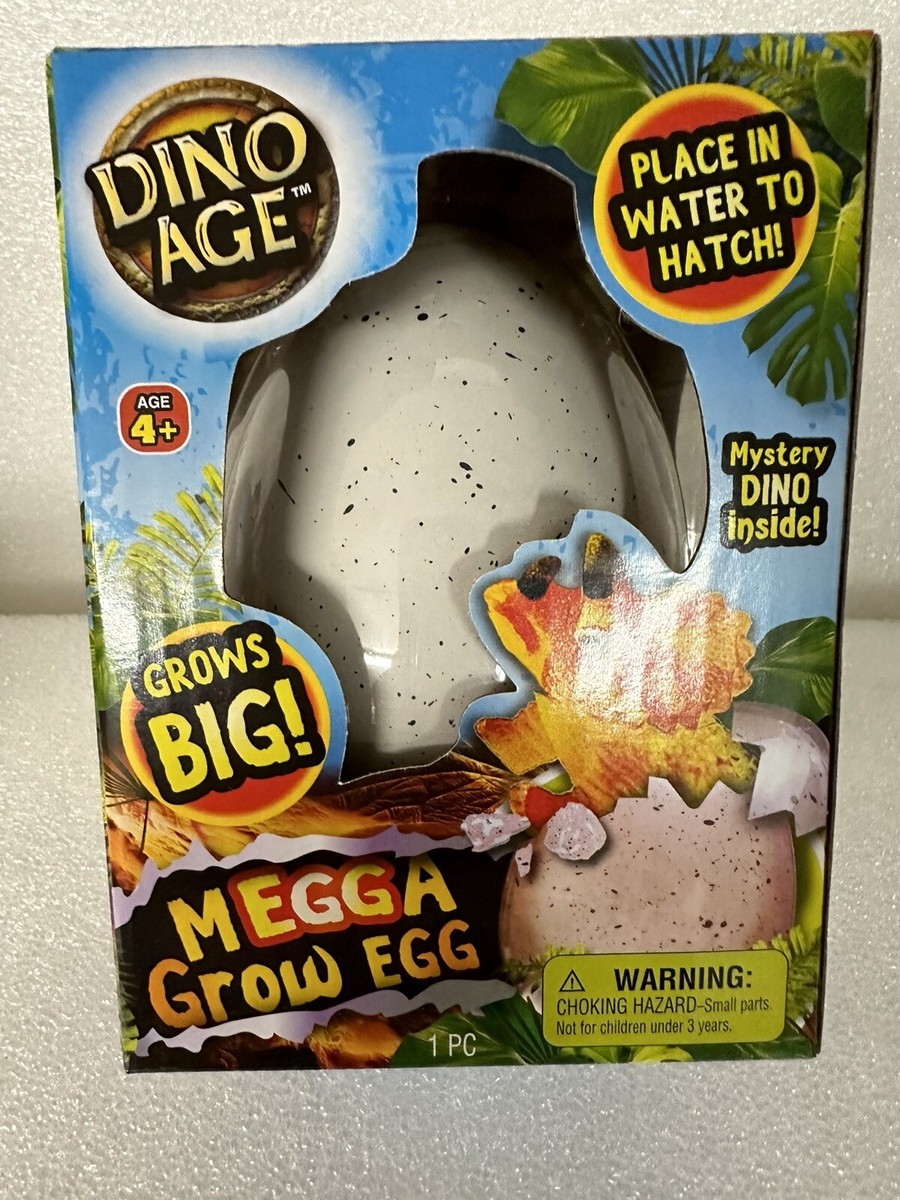 DINO
AGE™
PLACE IN
WATER TO
HATCH!
AGE
4+
Mystery
DINO
inside!
GROWS
BIG!
MEGGA
Grow EGG
1 PC
WARNING:
CHOKING HAZARD–Small parts.
Not for children under 3 years.